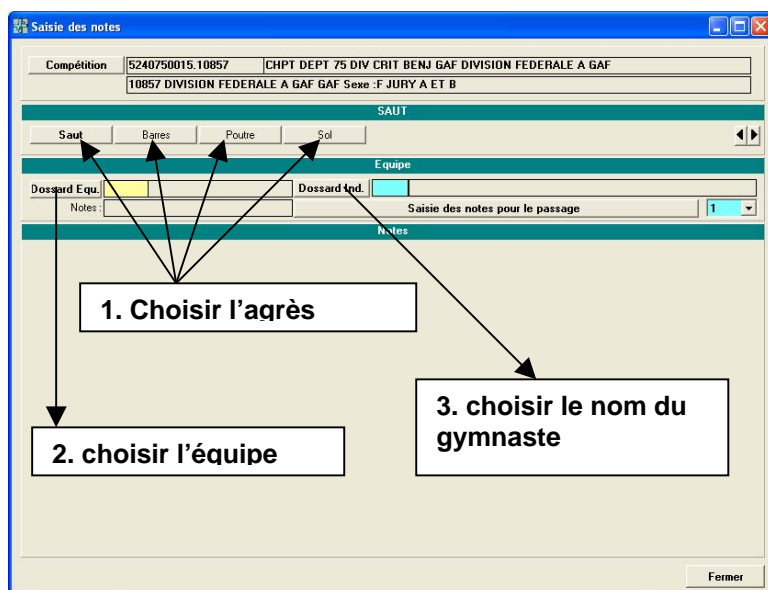 Saisie des notes
Compétition 5240750015.10857 CHPT DEPT 75 DIV CRIT BENJ GAF DIVISION FEDERALE A GAF
10857 DIVISION FEDERALE A GAF GAF Sexe :F JURY A ET B
SAUT
Saut Barres Poutre Sol
Equipe
Dossard Equ. Dossard Ind.
Notes : Saisie des notes pour le passage 1
Notes
1. Choisir l’agrès
3. choisir le nom du
gymnaste
2. choisir l’équipe
Fermer